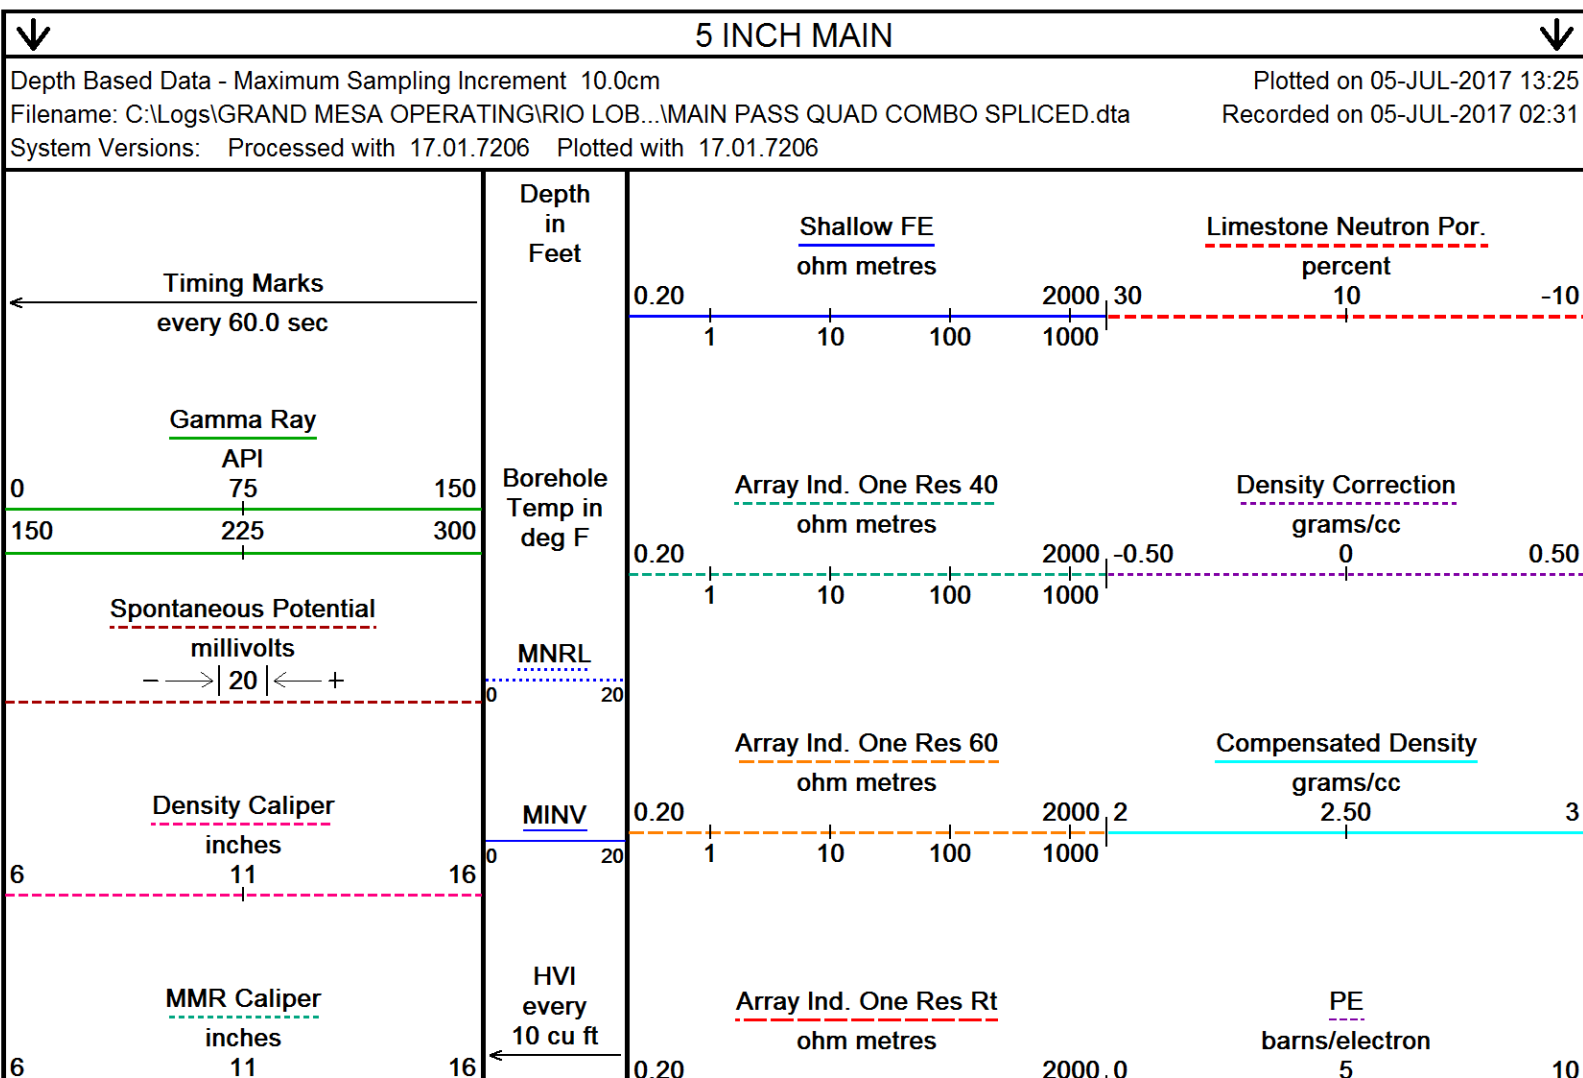 5 INCH MAIN
Depth Based Data - Maximum Sampling Increment 10.0cm
Plotted on 05-JUL-2017 13:25
Filename: C:\Logs\GRAND MESA OPERATING\RIO LOB...\MAIN PASS QUAD COMBO SPLICED.dta
Recorded on 05-JUL-2017 02:31
System Versions: Processed with 17.01.7206 Plotted with 17.01.7206
Timing Marks
every 60.0 sec
Gamma Ray
API
0 75 150
150 225 300
Spontaneous Potential
millivolts
− 20 +
Density Caliper
inches
6 11 16
MMR Caliper
inches
6 11 16
Depth
in
Feet
Borehole
Temp in
deg F
MNRL
0 20
MINV
0 20
HVI
every
10 cu ft
Shallow FE
ohm metres
0.20 2000
1 10 100 1000
Array Ind. One Res 40
ohm metres
0.20 2000
1 10 100 1000
Array Ind. One Res 60
ohm metres
0.20 2000
1 10 100 1000
Array Ind. One Res Rt
ohm metres
0.20 2000
Limestone Neutron Por.
percent
30 10 -10
Density Correction
grams/cc
-0.50 0 0.50
Compensated Density
grams/cc
2 2.50 3
PE
barns/electron
0 5 10